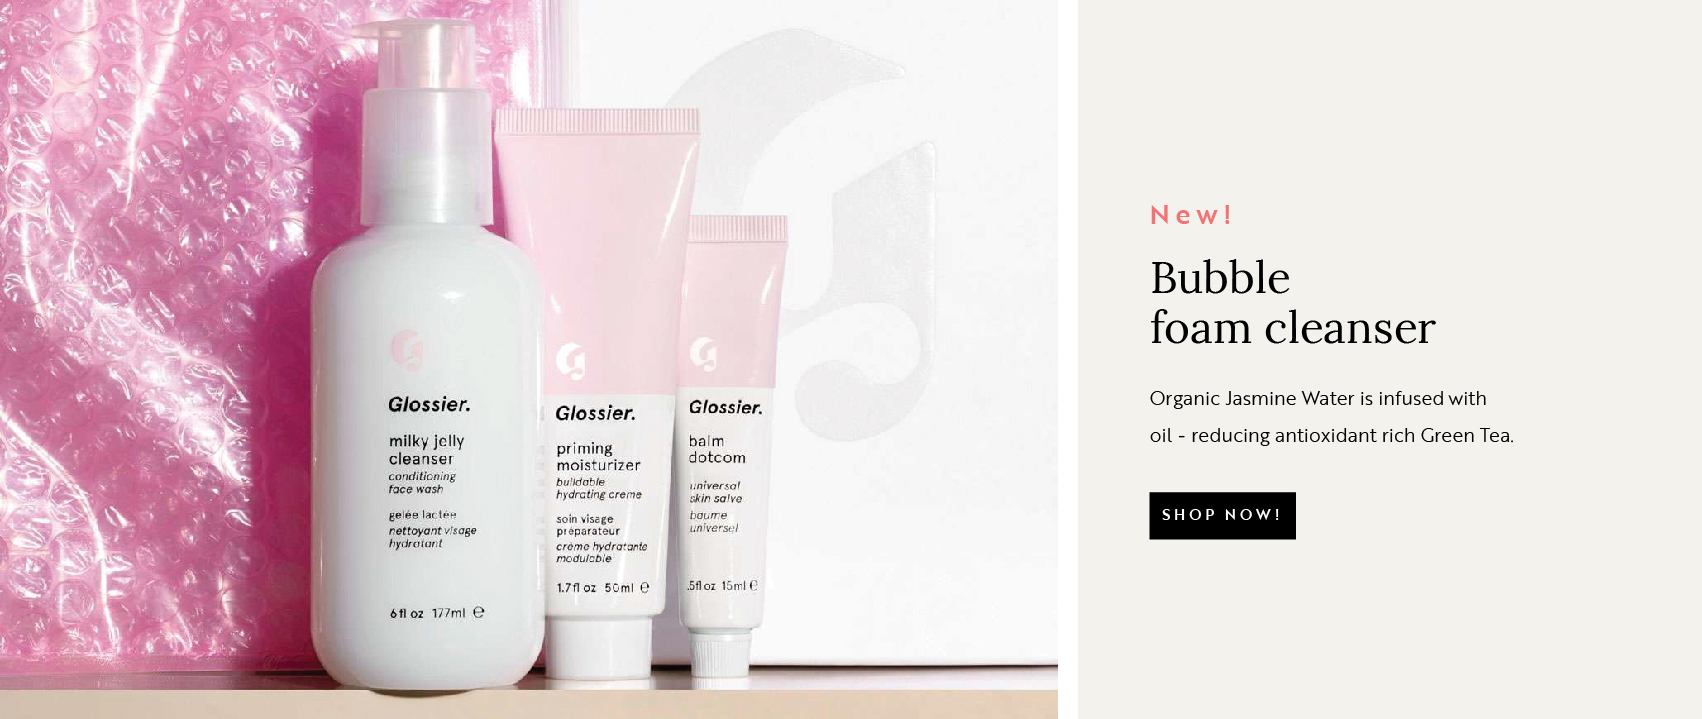 Glossier.
milky jelly
cleanser
conditioning
face wash
gelée lactée
nettoyant visage
hydratant
6 fl oz 177ml ℮
Glossier.
priming
moisturizer
buildable
hydrating creme
soin visage
préparateur
crème hydratante
modulable
1.7 fl oz 50ml ℮
Glossier.
balm
dotcom
universal
skin salve
baume
universel
.5fl oz 15ml ℮
New!
Bubble
foam cleanser
Organic Jasmine Water is infused with
oil - reducing antioxidant rich Green Tea.
SHOP NOW!